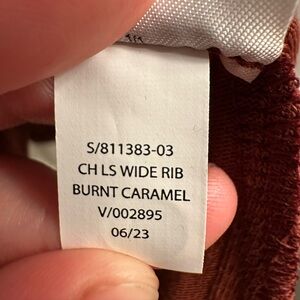 S/811383-03
CH LS WIDE RIB
BURNT CARAMEL
V/002895
06/23